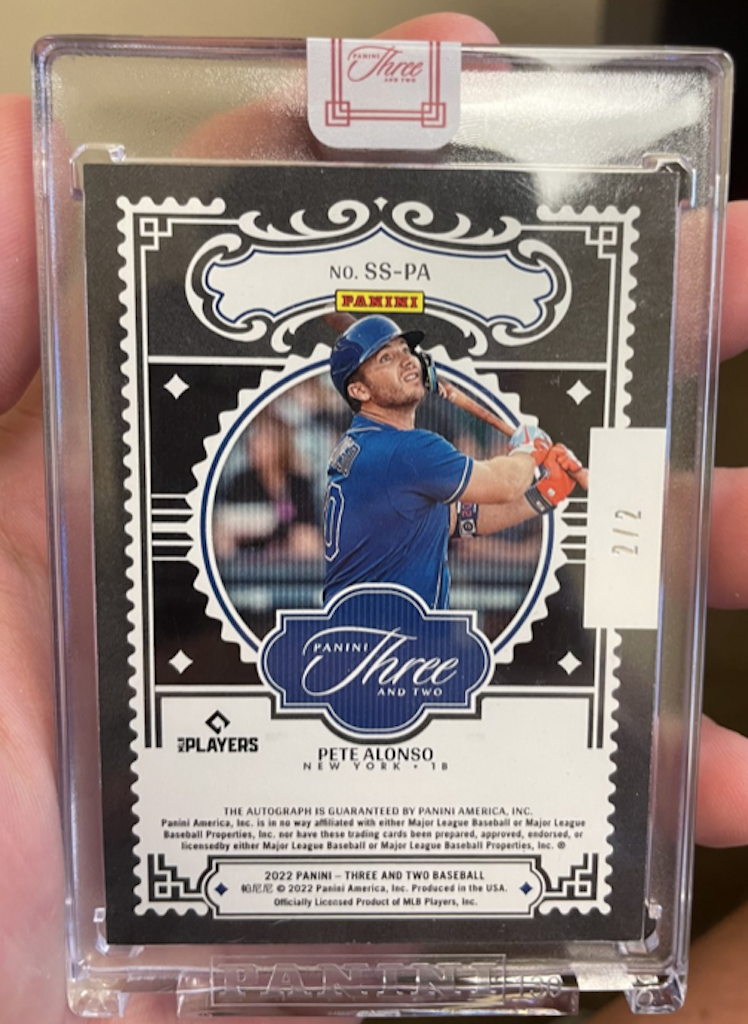 PANINI
Three
AND TWO
NO. SS-PA
PANINI
2/2
PANINI
Three
AND TWO
MLB PLAYERS
PETE ALONSO
NEW YORK • 1B
THE AUTOGRAPH IS GUARANTEED BY PANINI AMERICA, INC.
Panini America, Inc. is in no way affiliated with either Major League Baseball or Major League
Baseball Properties, Inc. nor have these trading cards been prepared, approved, endorsed, or
licensedby either Major League Baseball or Major League Baseball Properties, Inc. ®
2022 PANINI – THREE AND TWO BASEBALL
帕尼尼 © 2022 Panini America, Inc. Produced in the USA.
Officially Licensed Product of MLB Players, Inc.
PANINI